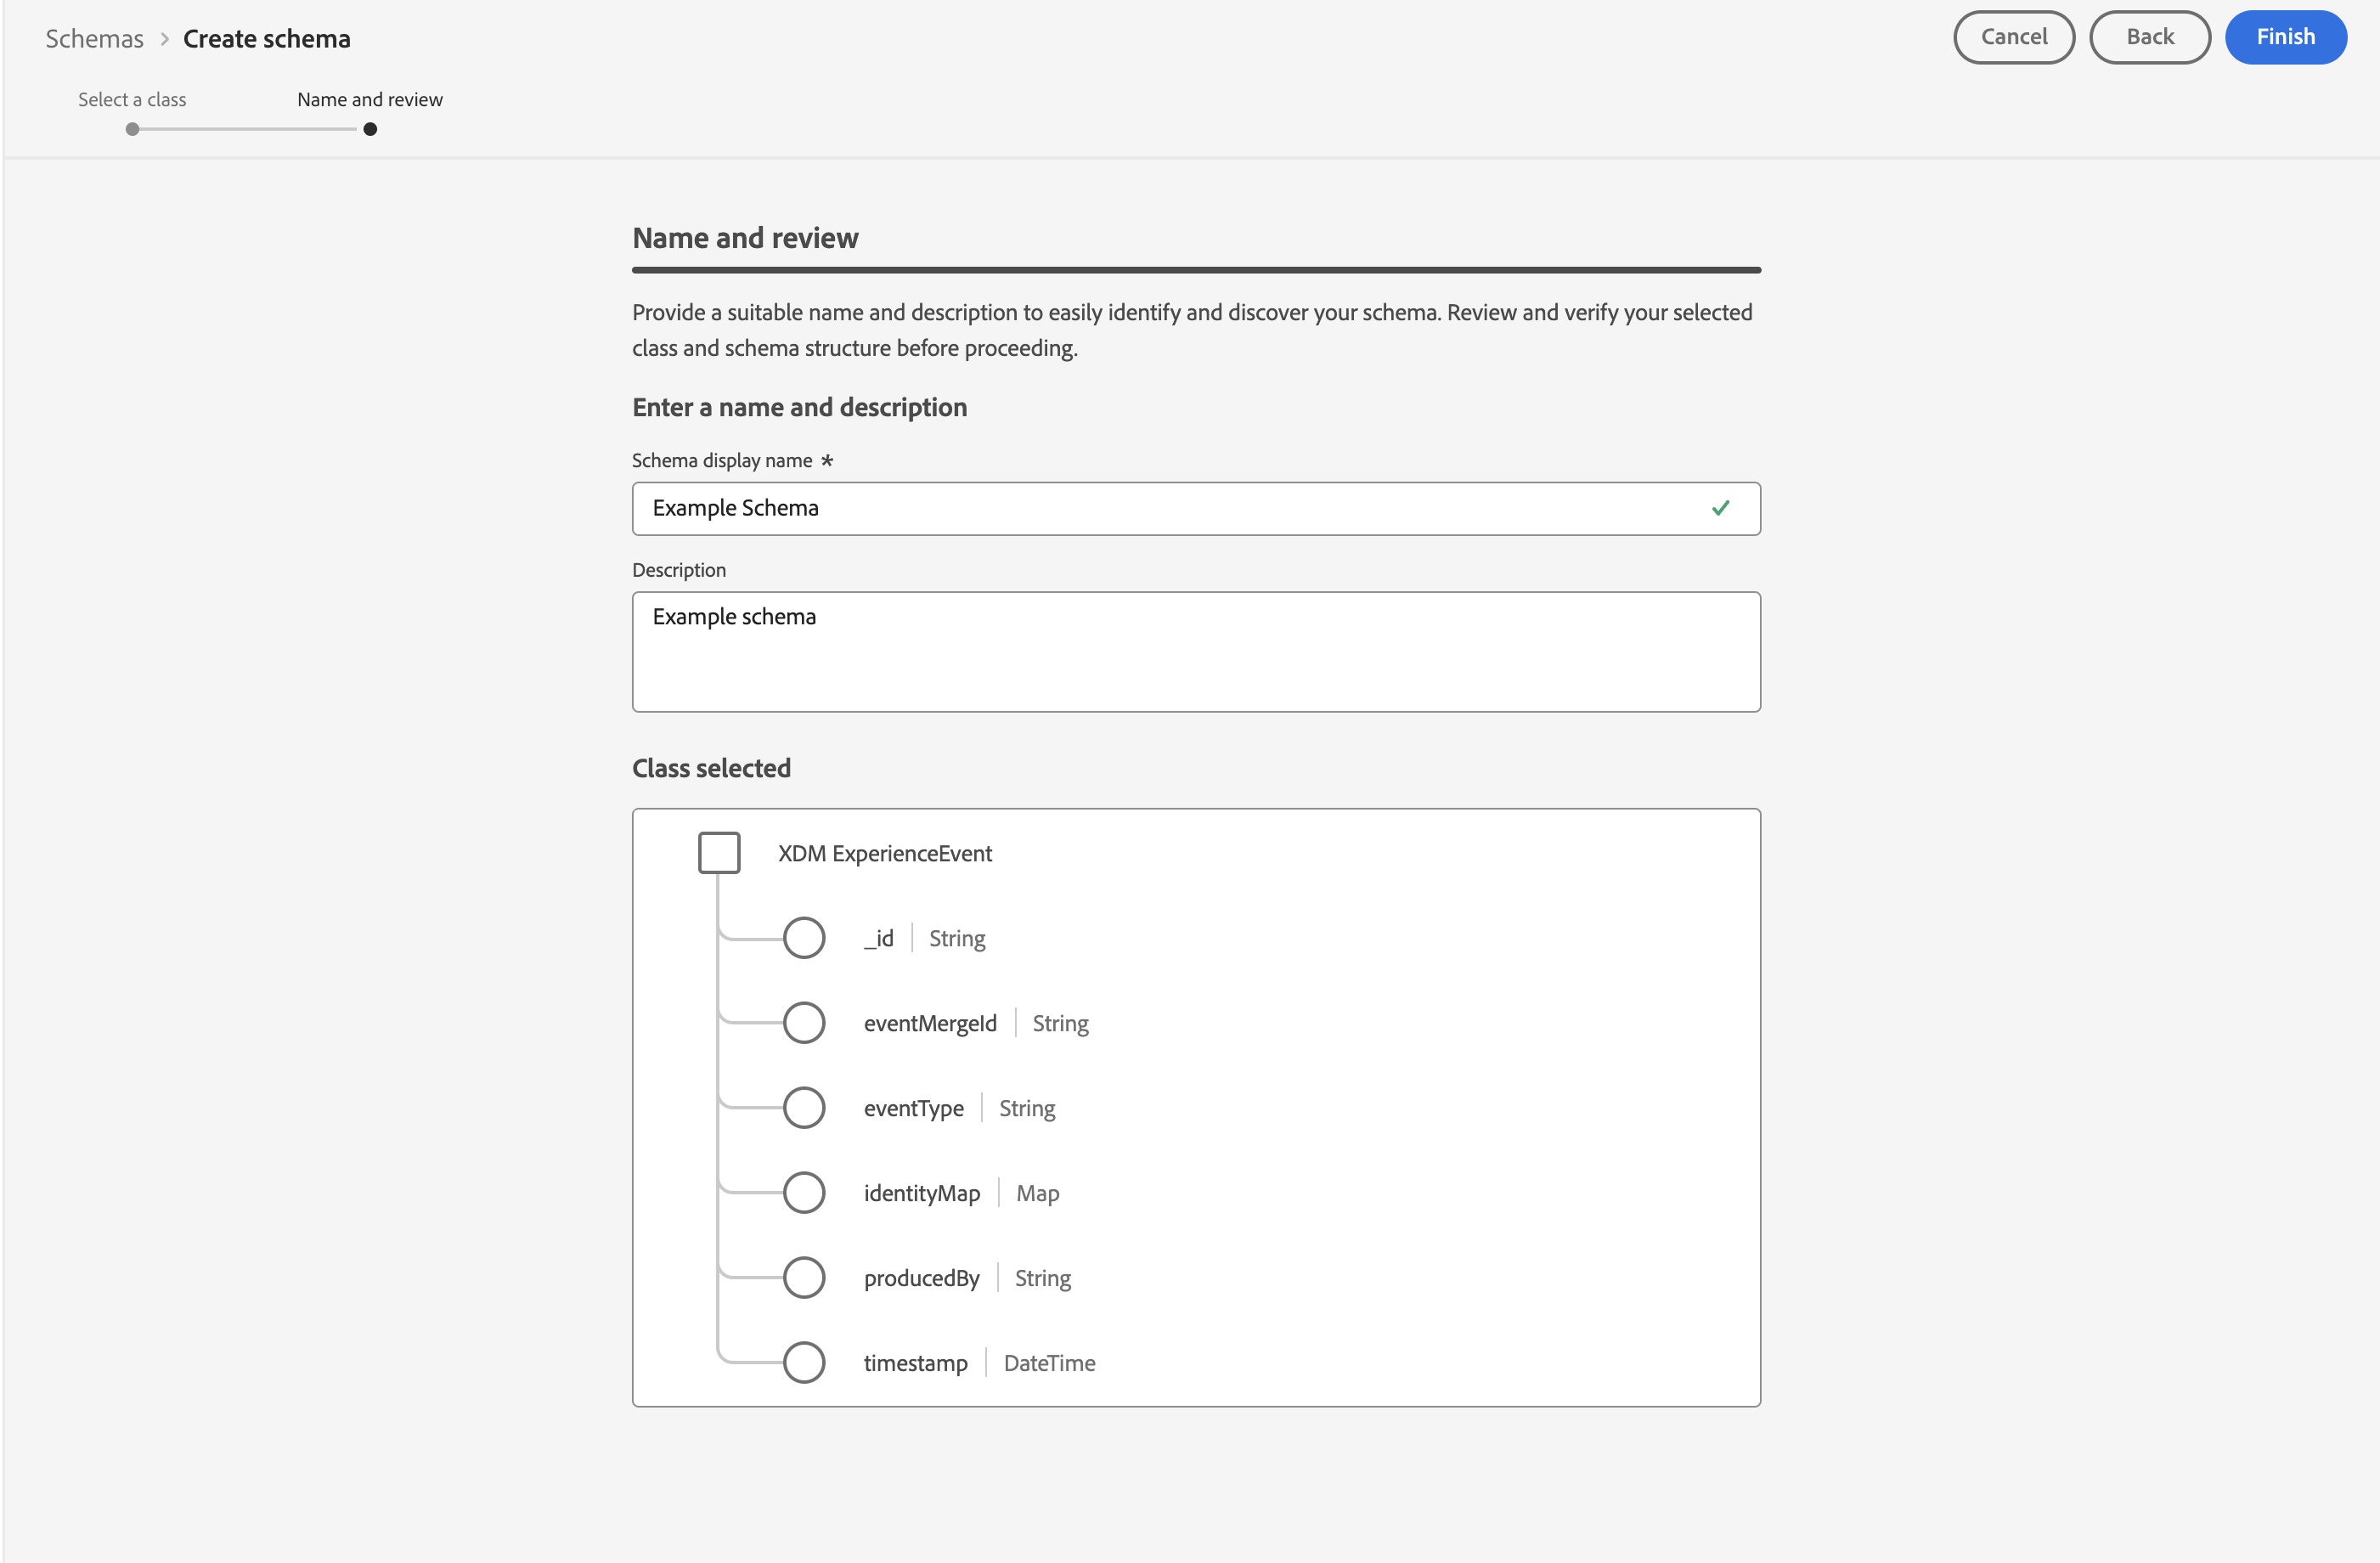 Schemas > Create schema
Cancel
Back
Finish
Select a class
Name and review
Name and review
Provide a suitable name and description to easily identify and discover your schema. Review and verify your selected
class and schema structure before proceeding.
Enter a name and description
Schema display name *
Example Schema
Description
Example schema
Class selected
XDM ExperienceEvent
_id | String
eventMergeId | String
eventType | String
identityMap | Map
producedBy | String
timestamp | DateTime